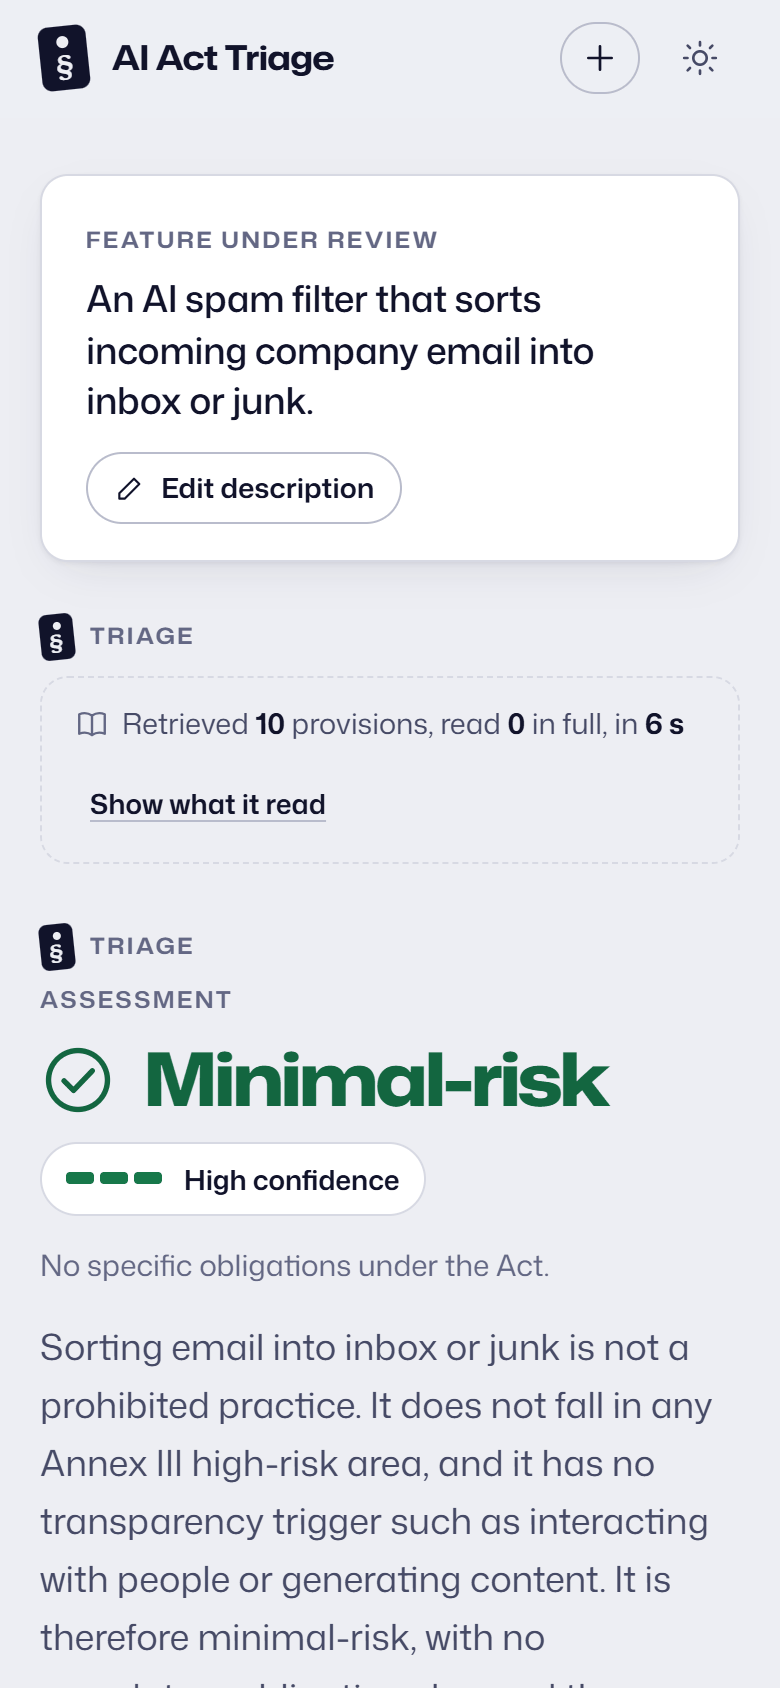 § AI Act Triage
FEATURE UNDER REVIEW
An AI spam filter that sorts
incoming company email into
inbox or junk.
Edit description
§ TRIAGE
Retrieved 10 provisions, read 0 in full, in 6 s
Show what it read
§ TRIAGE
ASSESSMENT
Minimal-risk
High confidence
No specific obligations under the Act.
Sorting email into inbox or junk is not a
prohibited practice. It does not fall in any
Annex III high-risk area, and it has no
transparency trigger such as interacting
with people or generating content. It is
therefore minimal-risk, with no